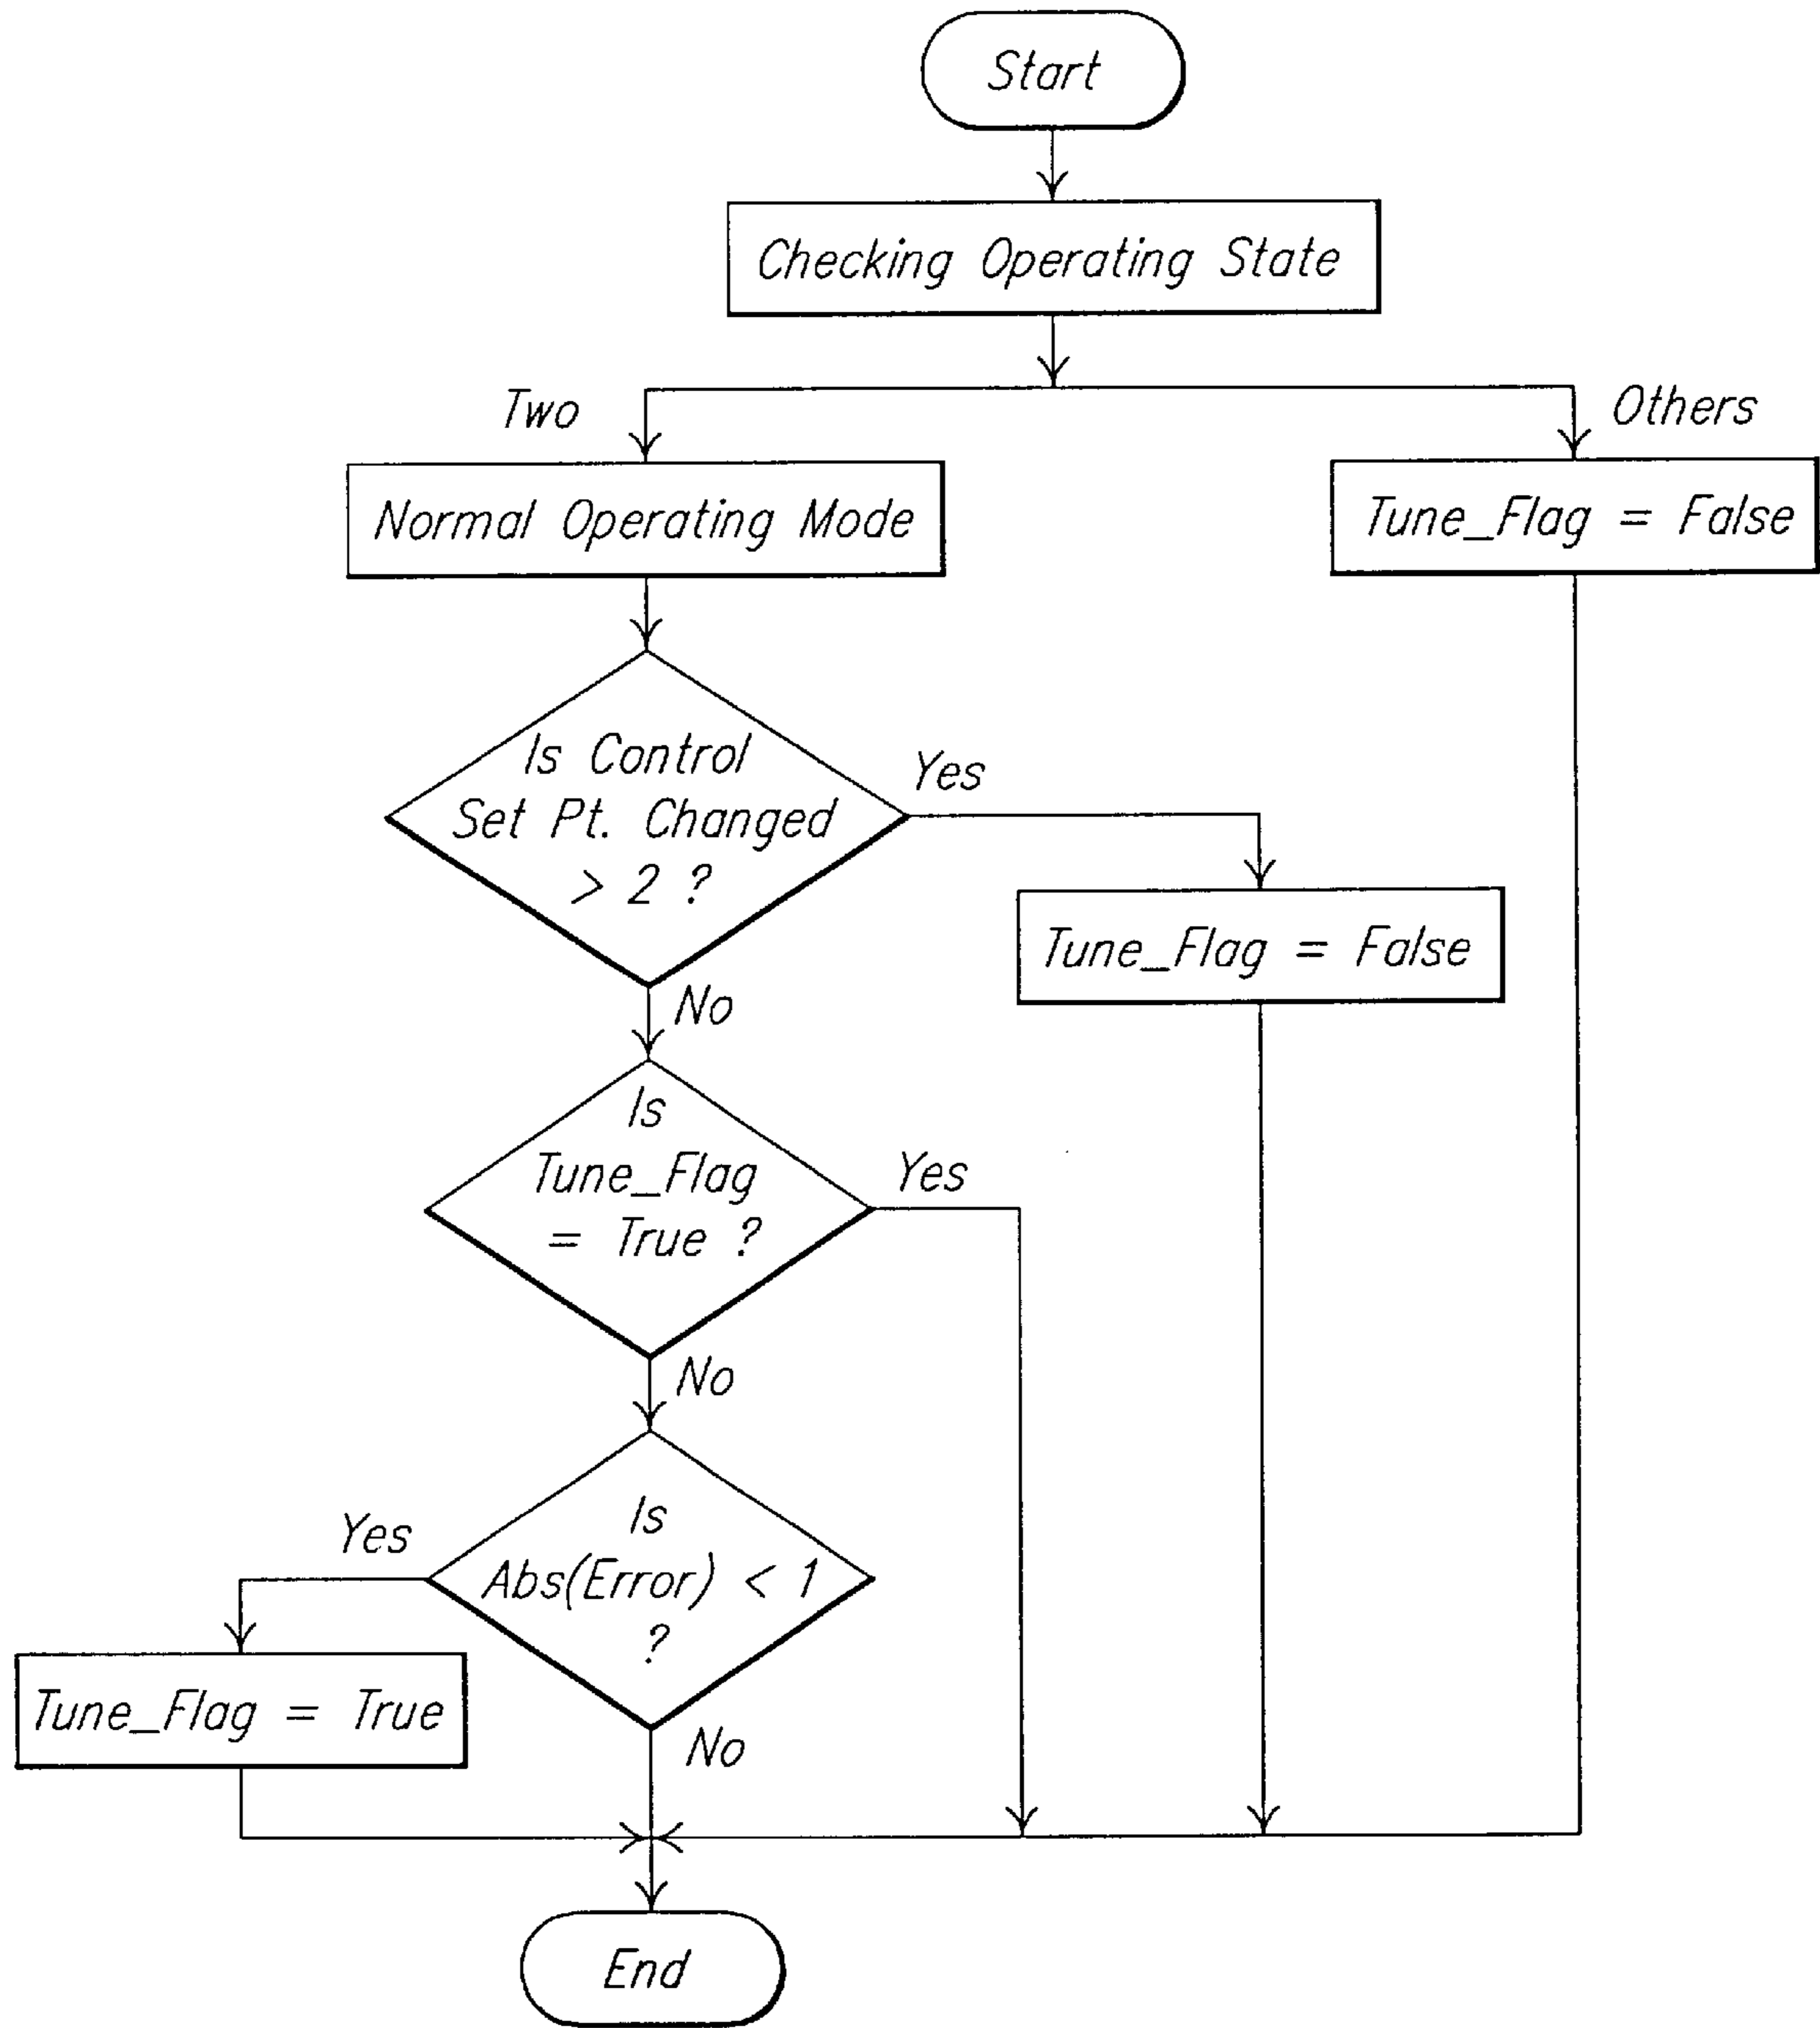 Start
Checking Operating State
Two
Others
Normal Operating Mode
Tune_Flag = False
Is Control
Set Pt. Changed
> 2 ?
Yes
Tune_Flag = False
No
Is
Tune_Flag
= True ?
Yes
No
Is
Abs(Error) < 1
?
Yes
Tune_Flag = True
No
End